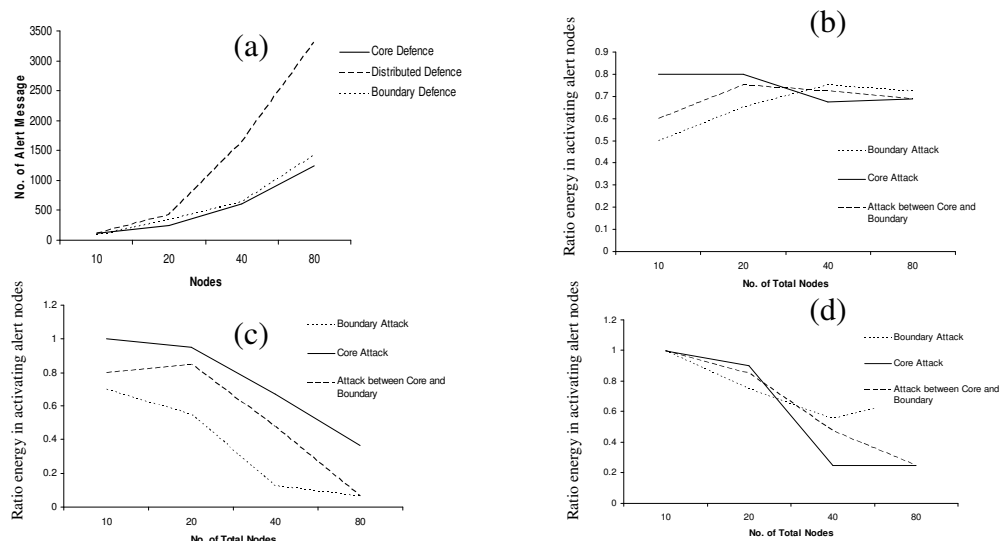 (a)
3500
3000
2500
2000
1500
1000
500
0
No. of Alert Message
Core Defence
Distributed Defence
Boundary Defence
10 20 40 80
Nodes
(b)
0.9
0.8
0.7
0.6
0.5
0.4
0.3
0.2
0.1
0
Ratio energy in activating alert nodes
Boundary Attack
Core Attack
Attack between Core and
Boundary
10 20 40 80
No. of Total Nodes
(c)
1.2
1
0.8
0.6
0.4
0.2
0
Ratio energy in activating alert nodes
Boundary Attack
Core Attack
Attack between Core and
Boundary
10 20 40 80
No. of Total Nodes
(d)
1.2
1
0.8
0.6
0.4
0.2
0
Ratio energy in activating alert nodes
Boundary Attack
Core Attack
Attack between Core and
Boundary
10 20 40 80
No. of Total Nodes